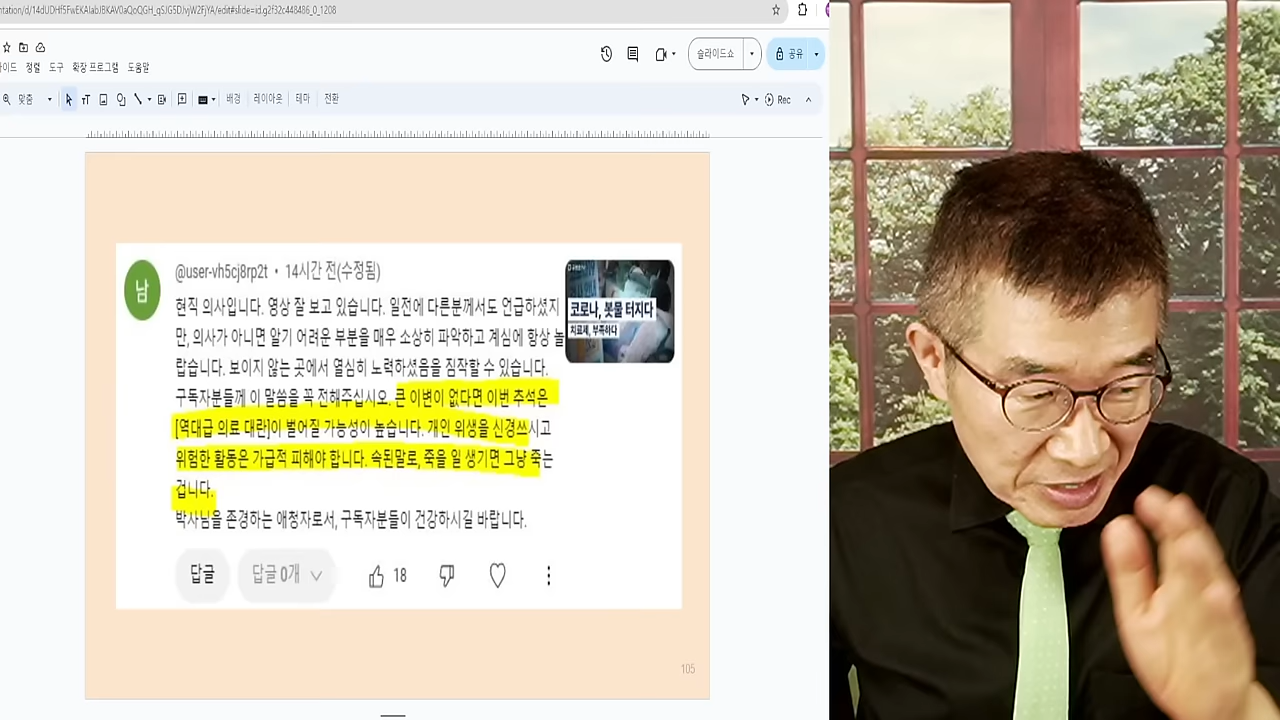 ntation/d/14dUDHf5FwEKAlabJBKAV0aQoQGH_qSJG5DJvjW2FjYA/edit#slide=id.g2f32c448486_0_1208
이드 정렬 도구 확장 프로그램 도움말
슬라이드쇼
공유
맞춤 배경 레이아웃 테마 전환 Rec
남
@user-vh5cj8rp2t • 14시간 전(수정됨)
현직 의사입니다. 영상 잘 보고 있습니다. 일전에 다른분께서도 언급하셨지
만, 의사가 아니면 알기 어려운 부분을 매우 소상히 파악하고 계심에 항상 놀
랍습니다. 보이지 않는 곳에서 열심히 노력하셨음을 짐작할 수 있습니다.
구독자분들께 이 말씀을 꼭 전해주십시오. 큰 이변이 없다면 이번 추석은
[역대급 의료 대란]이 벌어질 가능성이 높습니다. 개인 위생을 신경쓰시고
위험한 활동은 가급적 피해야 합니다. 속된말로, 죽을 일 생기면 그냥 죽는
겁니다.
박사님을 존경하는 애청자로서, 구독자분들이 건강하시길 바랍니다.
코로나, 봇물 터지다
치료제, 부족하다
답글
답글 0개
18
105